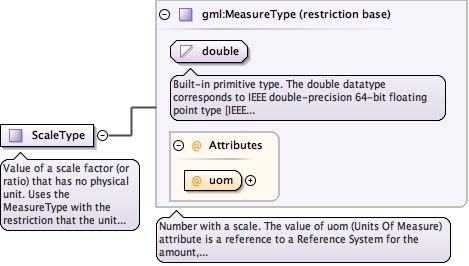 gml:MeasureType (restriction base)
double
Built-in primitive type. The double datatype
corresponds to IEEE double-precision 64-bit floating
point type [IEEE...
ScaleType
Value of a scale factor (or
ratio) that has no physical
unit. Uses the
MeasureType with the
restriction that the unit...
@ Attributes
@ uom
Number with a scale. The value of uom (Units Of Measure)
attribute is a reference to a Reference System for the
amount,...